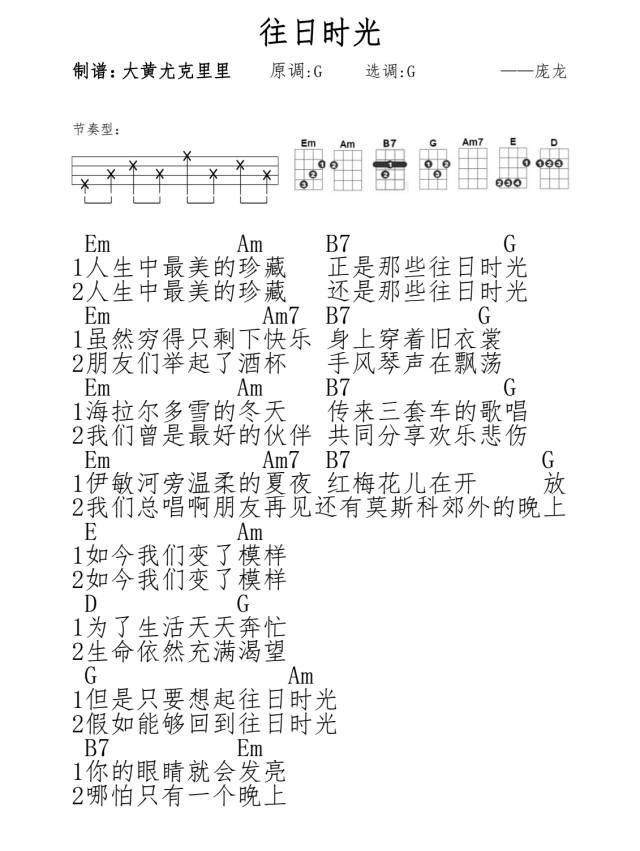 往日时光
制谱：大黄尤克里里 原调:G 选调:G ——庞龙
节奏型:
Em Am B7 G Am7 E D
Em Am B7 G
1人生中最美的珍藏 正是那些往日时光
2人生中最美的珍藏 还是那些往日时光
Em Am7 B7 G
1虽然穷得只剩下快乐 身上穿着旧衣裳
2朋友们举起了酒杯 手风琴声在飘荡
Em Am B7 G
1海拉尔多雪的冬天 传来三套车的歌唱
2我们曾是最好的伙伴 共同分享欢乐悲伤
Em Am7 B7 G
1伊敏河旁温柔的夏夜 红梅花儿在开 放
2我们总唱啊朋友再见还有莫斯科郊外的晚上
E Am
1如今我们变了模样
2如今我们变了模样
D G
1为了生活天天奔忙
2生命依然充满渴望
G Am
1但是只要想起往日时光
2假如能够回到往日时光
B7 Em
1你的眼睛就会发亮
2哪怕只有一个晚上